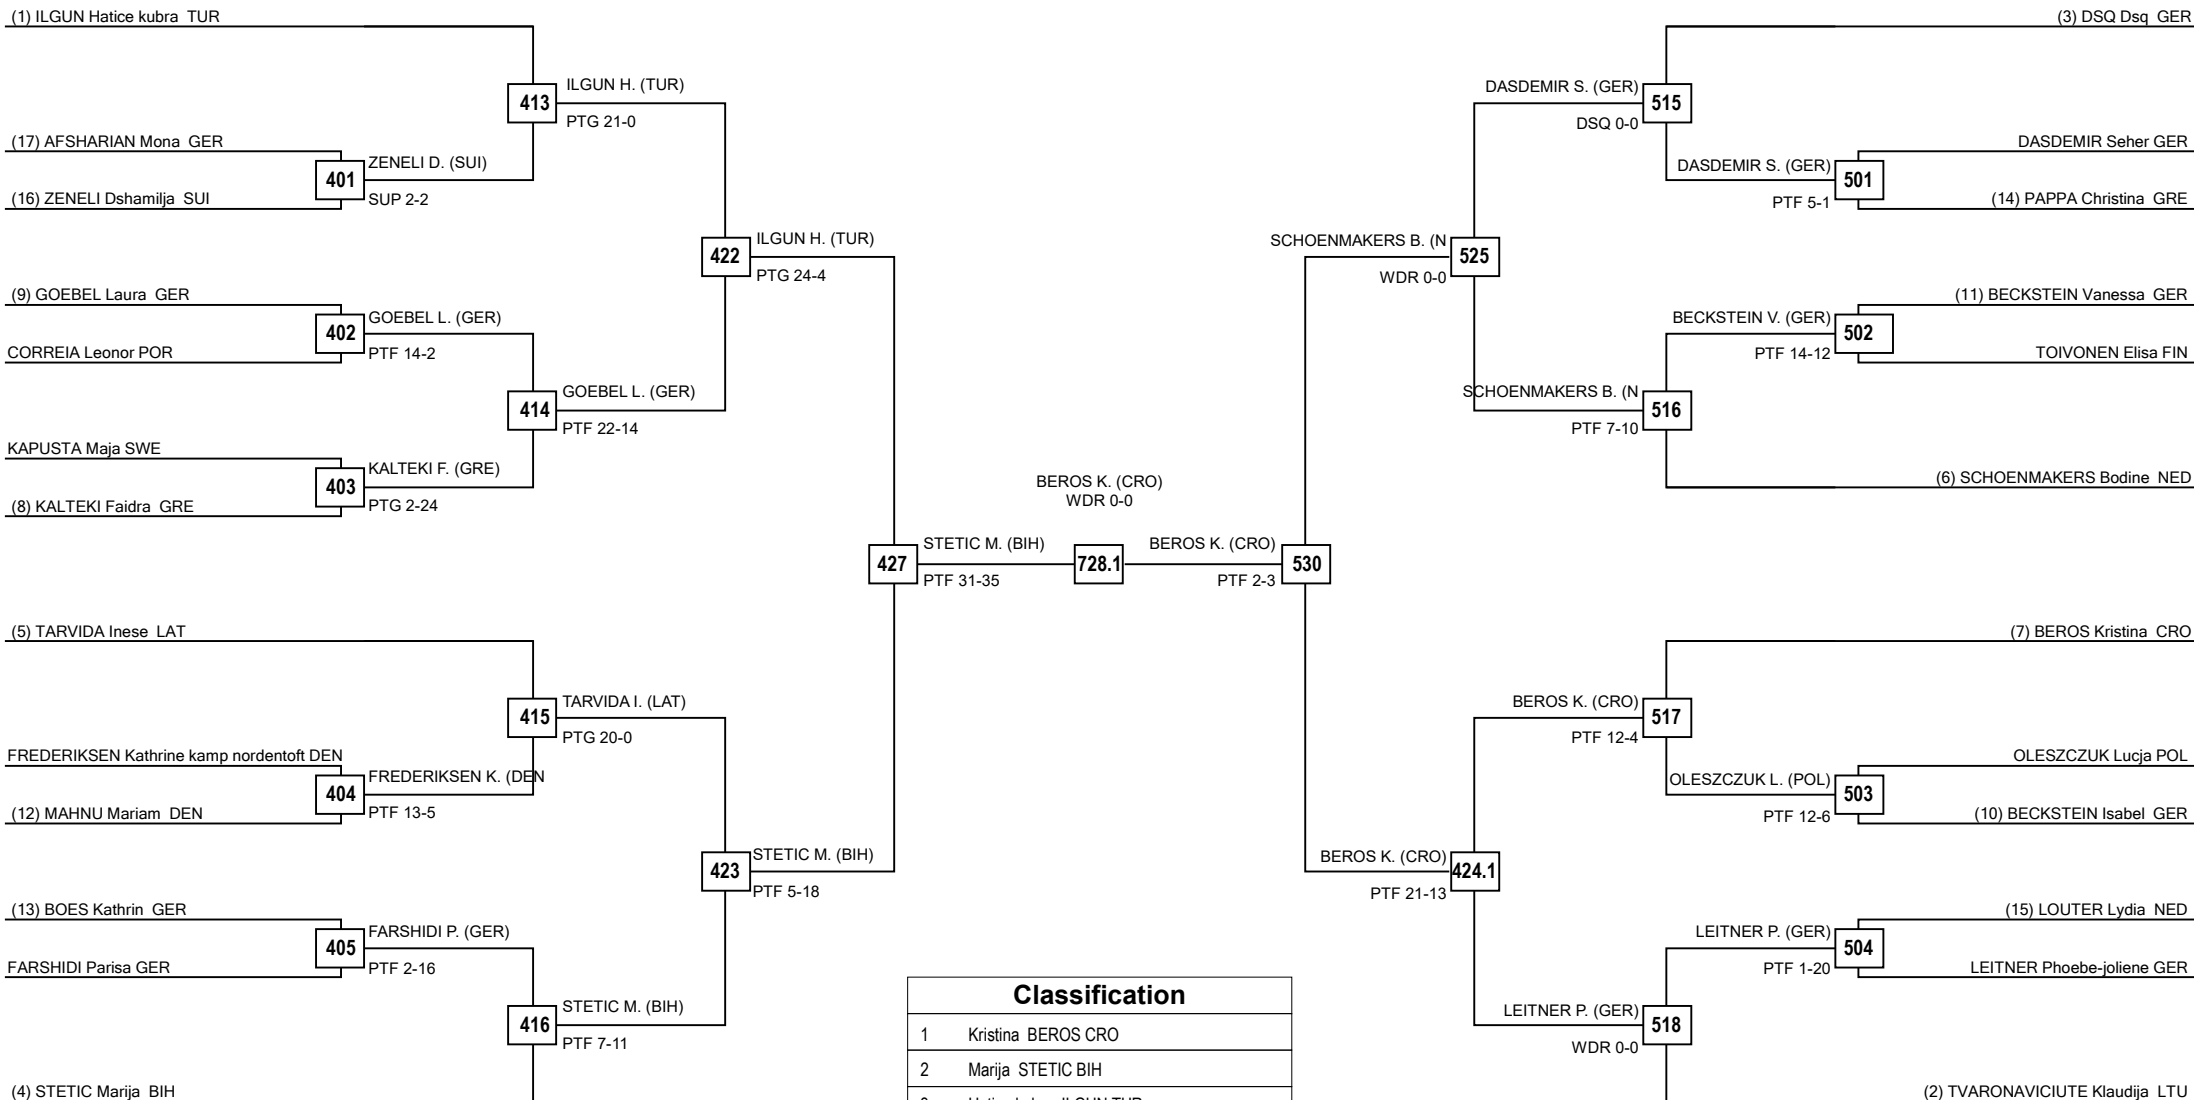 (1) ILGUN Hatice kubra TUR
413
ILGUN H. (TUR)
PTG 21-0
(17) AFSHARIAN Mona GER
401
ZENELI D. (SUI)
SUP 2-2
(16) ZENELI Dshamilja SUI
422
ILGUN H. (TUR)
PTG 24-4
(9) GOEBEL Laura GER
402
GOEBEL L. (GER)
PTF 14-2
CORREIA Leonor POR
414
GOEBEL L. (GER)
PTF 22-14
KAPUSTA Maja SWE
403
KALTEKI F. (GRE)
PTG 2-24
(8) KALTEKI Faidra GRE
427
STETIC M. (BIH)
PTF 31-35
(5) TARVIDA Inese LAT
415
TARVIDA I. (LAT)
PTG 20-0
FREDERIKSEN Kathrine kamp nordentoft DEN
404
FREDERIKSEN K. (DEN
PTF 13-5
(12) MAHNU Mariam DEN
423
STETIC M. (BIH)
PTF 5-18
(13) BOES Kathrin GER
405
FARSHIDI P. (GER)
PTF 2-16
FARSHIDI Parisa GER
416
STETIC M. (BIH)
PTF 7-11
(4) STETIC Marija BIH
BEROS K. (CRO)
WDR 0-0
728.1
BEROS K. (CRO)
530
PTF 2-3
(3) DSQ Dsq GER
DASDEMIR S. (GER)
515
DSQ 0-0
DASDEMIR Seher GER
DASDEMIR S. (GER)
501
PTF 5-1
(14) PAPPA Christina GRE
SCHOENMAKERS B. (N
525
WDR 0-0
(11) BECKSTEIN Vanessa GER
BECKSTEIN V. (GER)
502
PTF 14-12
TOIVONEN Elisa FIN
SCHOENMAKERS B. (N
516
PTF 7-10
(6) SCHOENMAKERS Bodine NED
(7) BEROS Kristina CRO
BEROS K. (CRO)
517
PTF 12-4
OLESZCZUK Lucja POL
OLESZCZUK L. (POL)
503
PTF 12-6
(10) BECKSTEIN Isabel GER
BEROS K. (CRO)
424.1
PTF 21-13
(15) LOUTER Lydia NED
LEITNER P. (GER)
504
PTF 1-20
LEITNER Phoebe-joliene GER
LEITNER P. (GER)
518
WDR 0-0
(2) TVARONAVICIUTE Klaudija LTU
Classification
1 Kristina BEROS CRO
2 Marija STETIC BIH